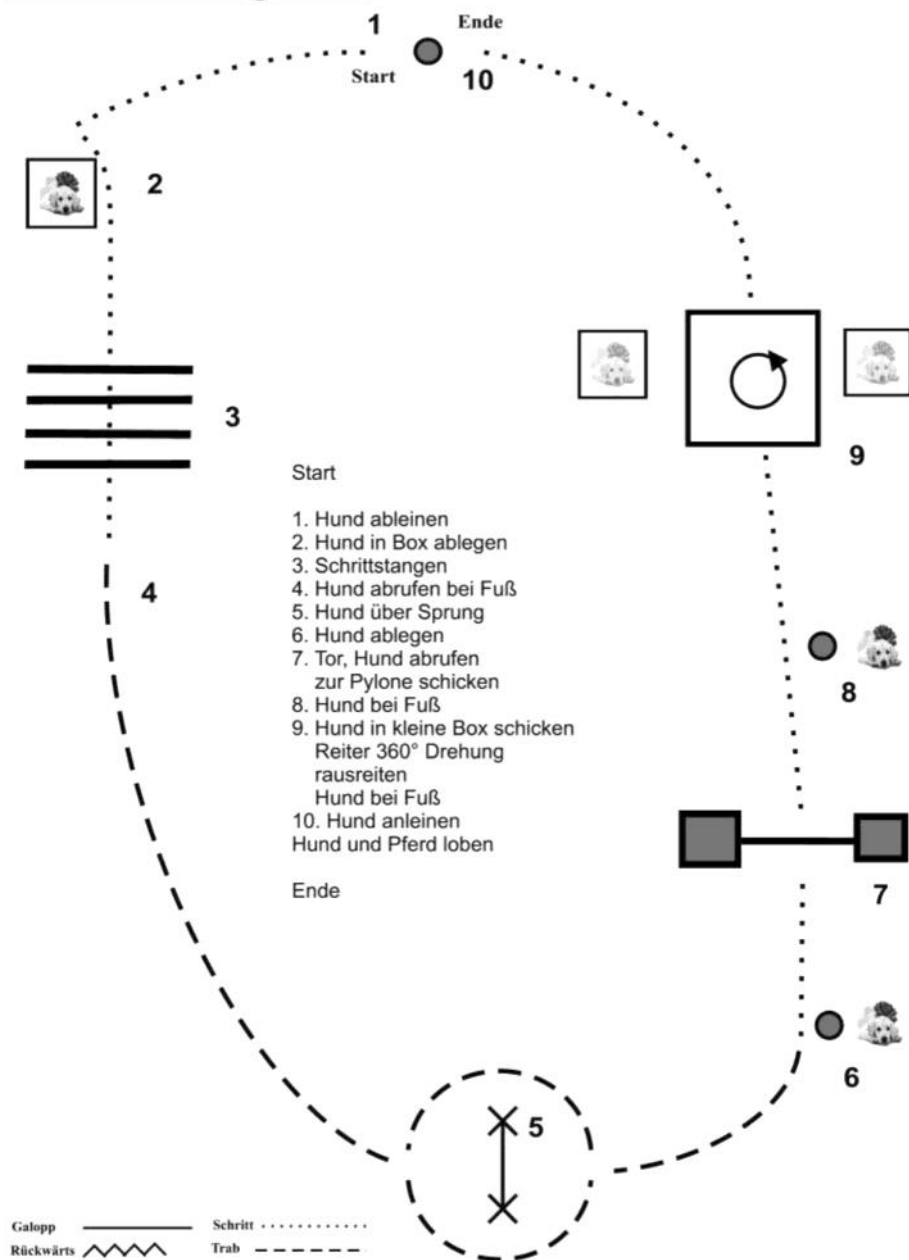 1
Ende
Start
10
2
3
9
Start
1. Hund ableinen
2. Hund in Box ablegen
3. Schrittstangen
4. Hund abrufen bei Fuß
5. Hund über Sprung
6. Hund ablegen
7. Tor, Hund abrufen
zur Pylone schicken
8. Hund bei Fuß
9. Hund in kleine Box schicken
Reiter 360° Drehung
rausreiten
Hund bei Fuß
10. Hund anleinen
Hund und Pferd loben
Ende
4
8
7
6
5
Galopp
Schritt
Rückwärts
Trab